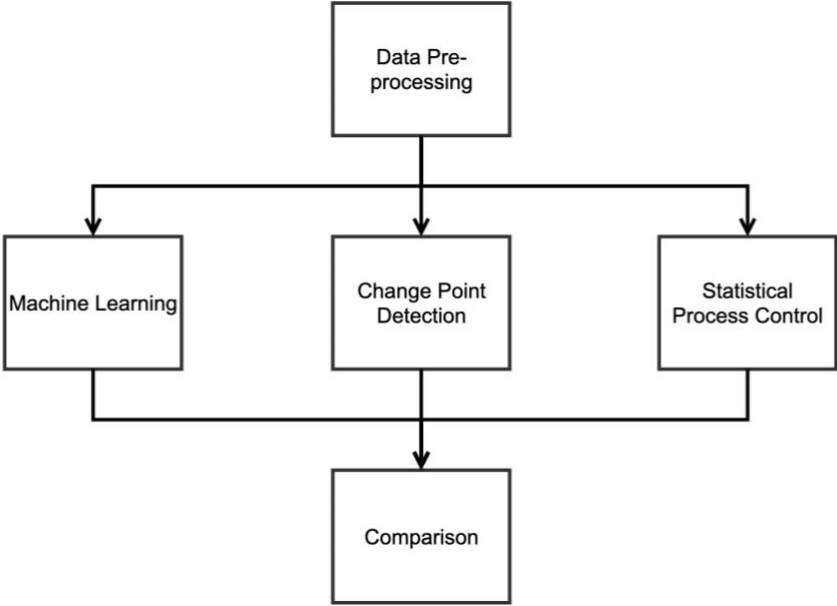 Data Pre-
processing
Machine Learning
Change Point
Detection
Statistical
Process Control
Comparison